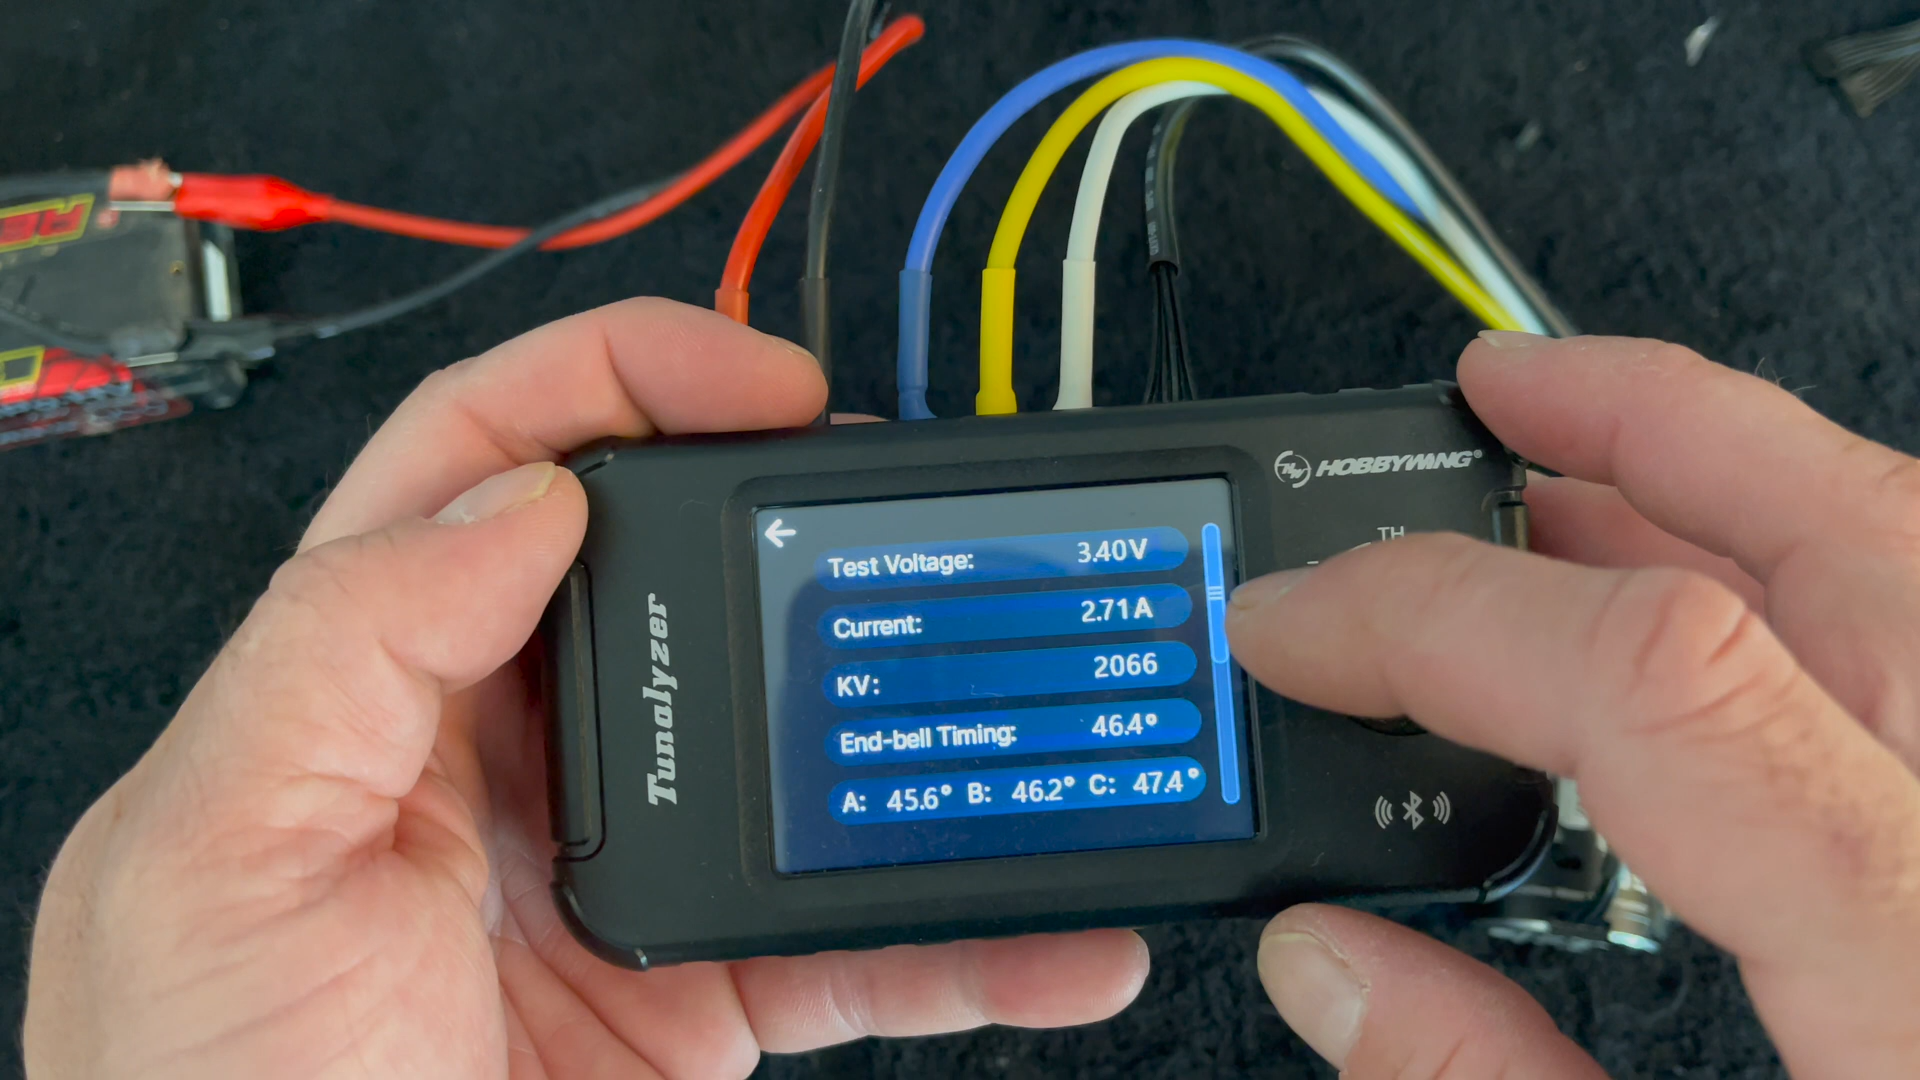 HOBBYWING®
TH
Tunalyzer
Test Voltage: 3.40V
Current: 2.71A
KV: 2066
End-bell Timing: 46.4°
A: 45.6° B: 46.2° C: 47.4°